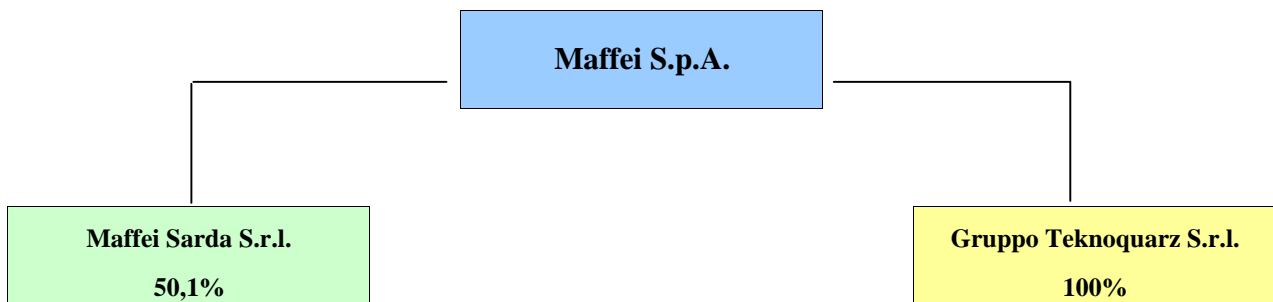 Maffei S.p.A.
Maffei Sarda S.r.l.
50,1%
Gruppo Teknoquarz S.r.l.
100%